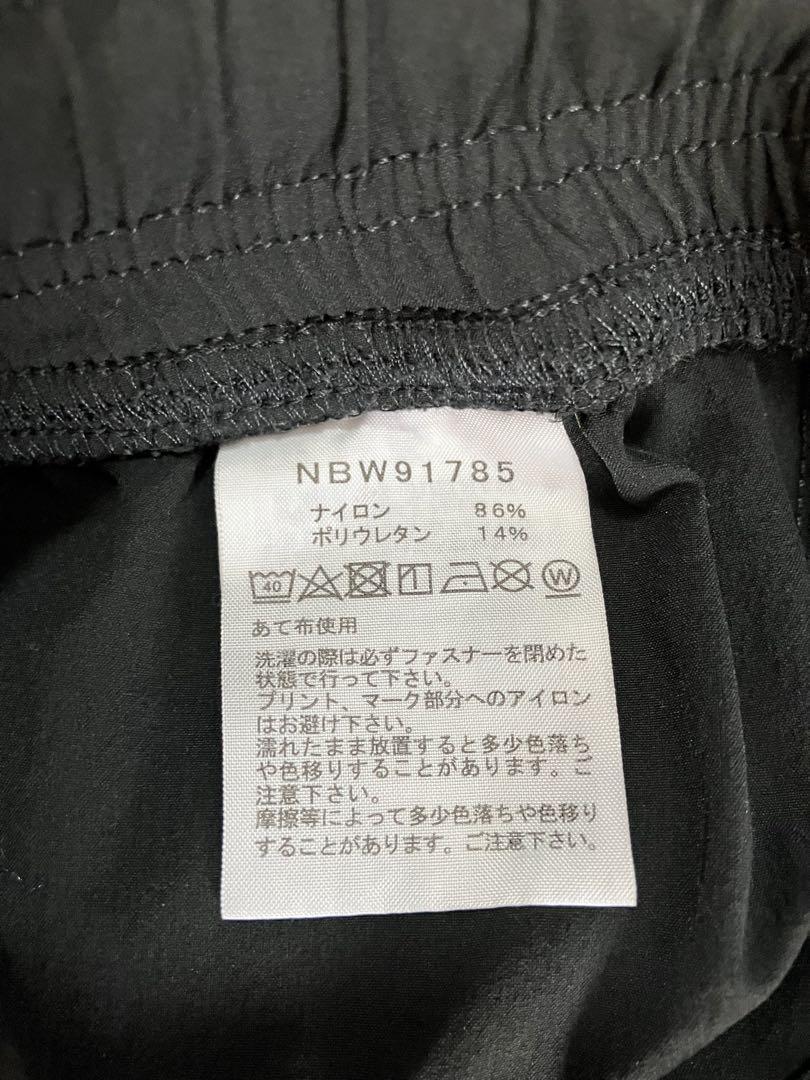 NBW91785
ナイロン 86%
ポリウレタン 14%
40 W
あて布使用
洗濯の際は必ずファスナーを閉めた
状態で行って下さい。
プリント、マーク部分へのアイロン
はお避け下さい。
濡れたまま放置すると多少色落ち
や色移りすることがあります。ご
注意下さい。
摩擦等によって多少色落ちや色移り
することがあります。ご注意下さい。